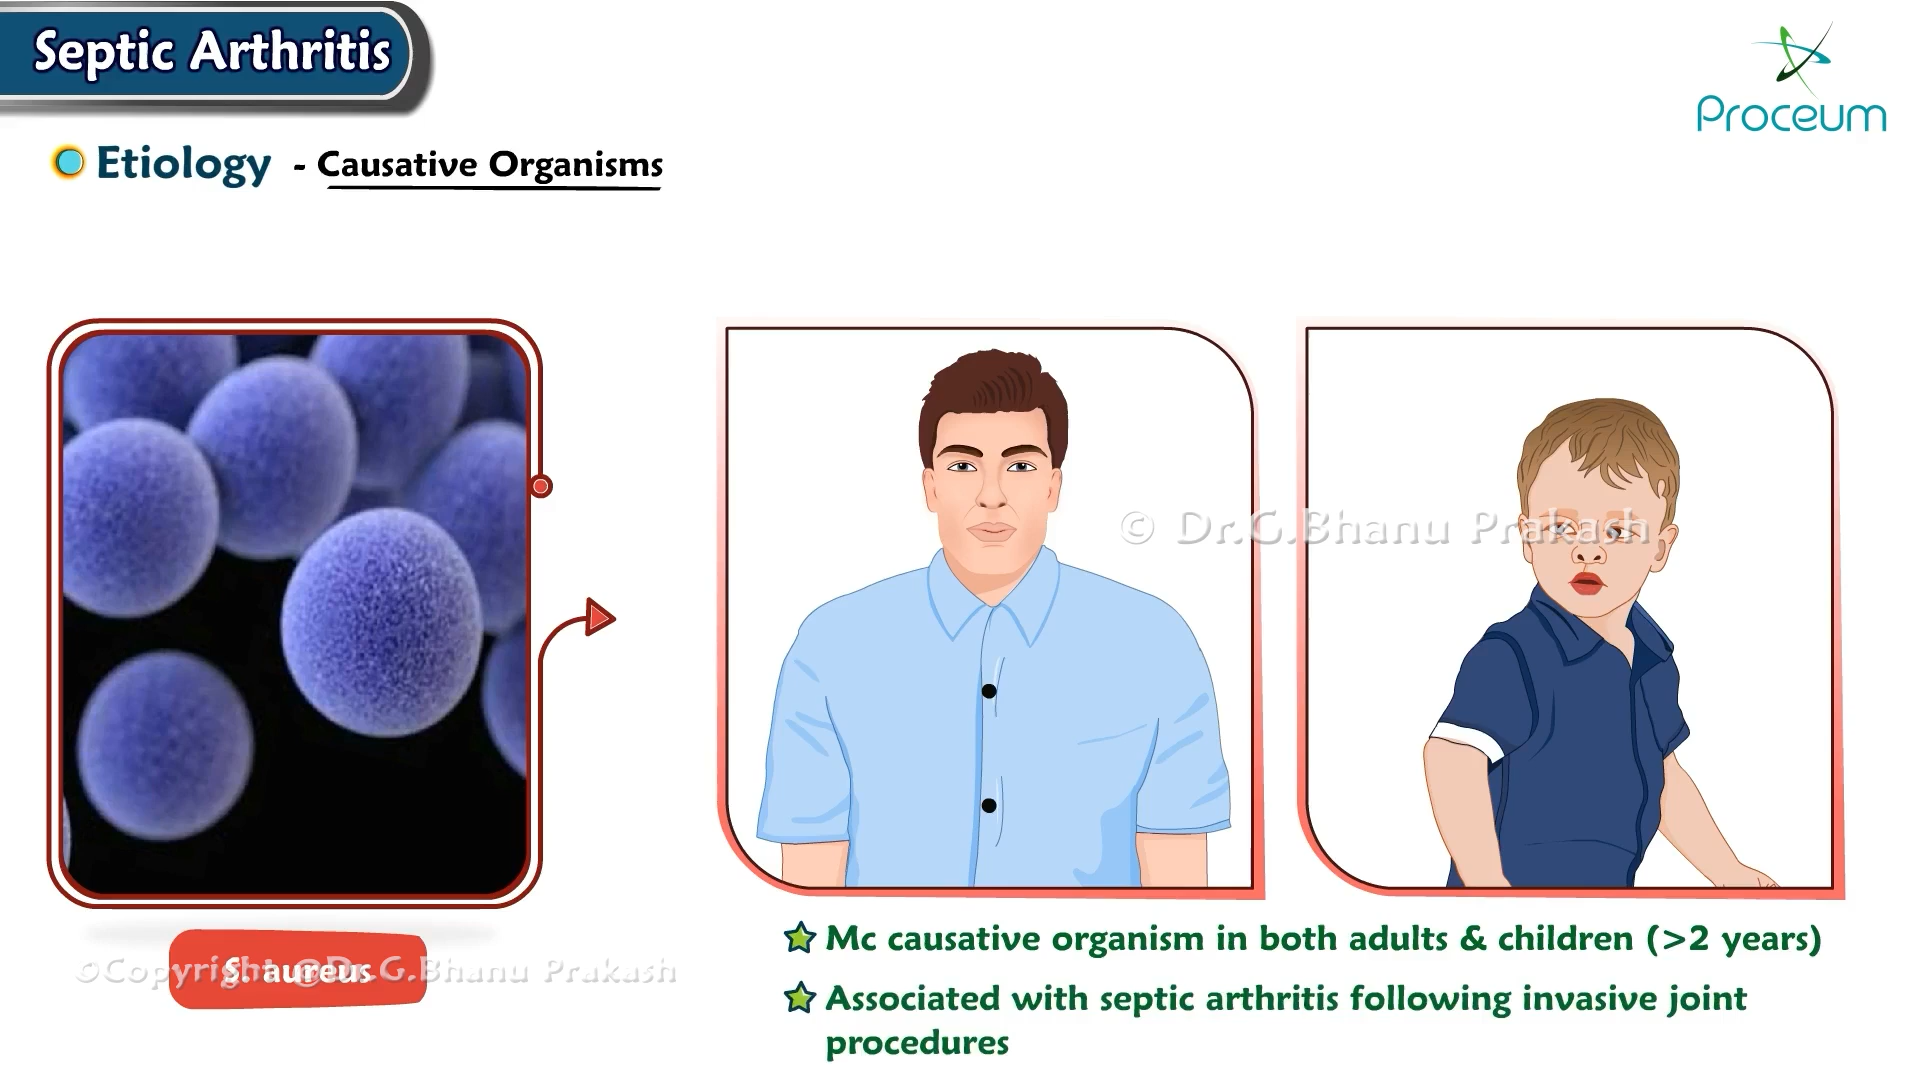 Septic Arthritis
Proceum
Etiology - Causative Organisms
© Dr.G.Bhanu Prakash
S. aureus
©Copyright @Dr.G.Bhanu Prakash
Mc causative organism in both adults & children (>2 years)
Associated with septic arthritis following invasive joint
procedures